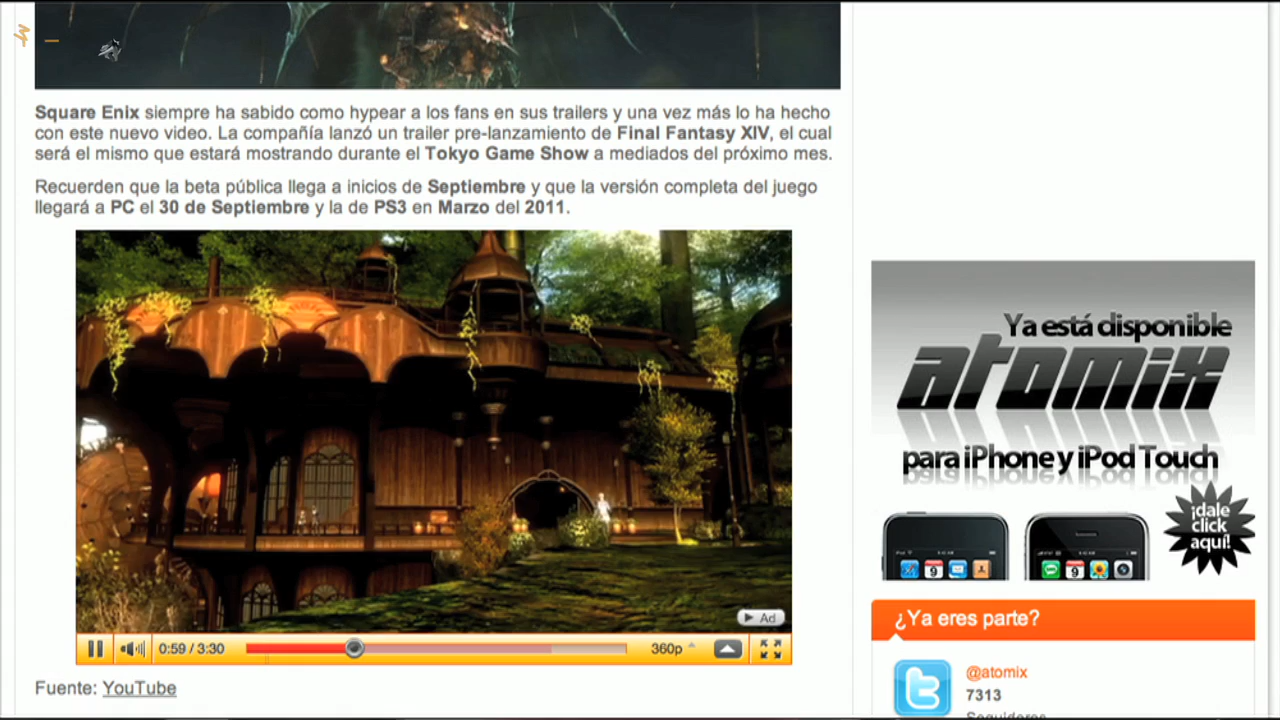 Square Enix siempre ha sabido como hypear a los fans en sus trailers y una vez más lo ha hecho
con este nuevo video. La compañía lanzó un trailer pre-lanzamiento de Final Fantasy XIV, el cual
será el mismo que estará mostrando durante el Tokyo Game Show a mediados del próximo mes.
Recuerden que la beta pública llega a inicios de Septiembre y que la versión completa del juego
llegará a PC el 30 de Septiembre y la de PS3 en Marzo del 2011.
Ad
0:59 / 3:30
360p
Fuente: YouTube
Ya está disponible
atomix
para iPhone y iPod Touch
¡dale
click
aquí!
9
9
¿Ya eres parte?
@atomix
7313
Seguidores